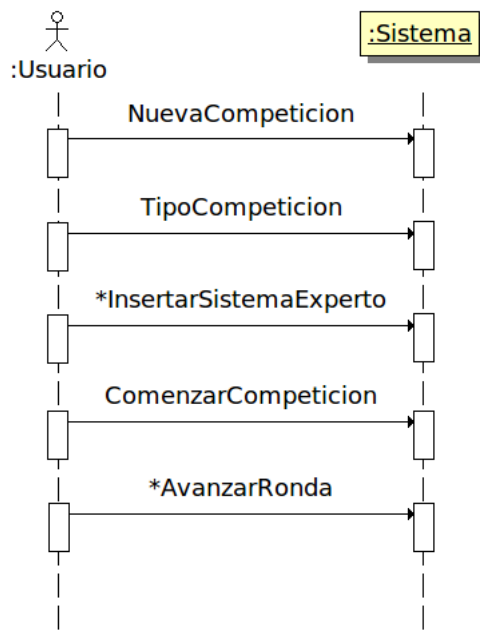 :Usuario
:Sistema
NuevaCompeticion
TipoCompeticion
*InsertarSistemaExperto
ComenzarCompeticion
*AvanzarRonda